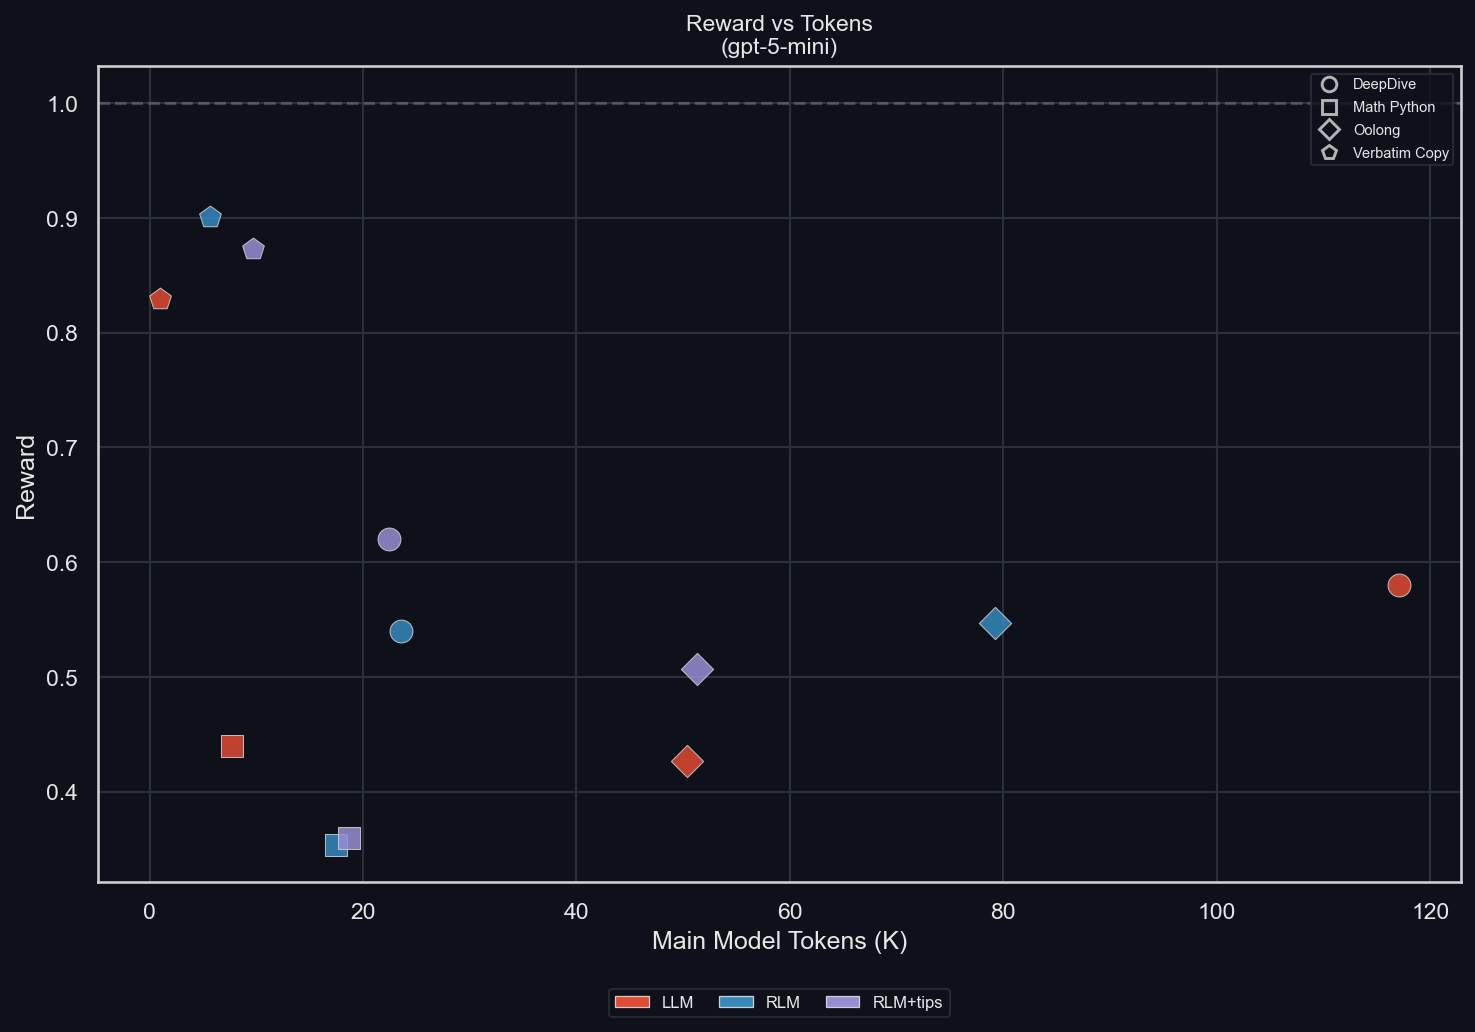 Reward vs Tokens
(gpt-5-mini)
DeepDive
Math Python
Oolong
Verbatim Copy
1.0
0.9
0.8
0.7
0.6
0.5
0.4
Reward
0
20
40
60
80
100
120
Main Model Tokens (K)
LLM
RLM
RLM+tips